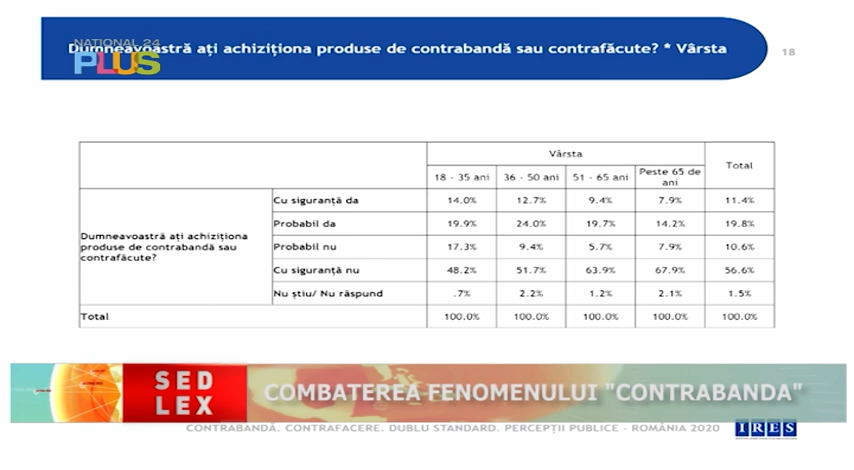 Dumneavoastră ați achiziționa produse de contrabandă sau contrafăcute? * Vârsta
NATIONAL 24
PLUS
18
Vârsta
Total
18 - 35 ani
36 - 50 ani
51 - 65 ani
Peste 65 de
ani
Dumneavoastră ați achiziționa
produse de contrabandă sau
contrafăcute?
Cu siguranță da 14.0% 12.7% 9.4% 7.9% 11.4%
Probabil da 19.9% 24.0% 19.7% 14.2% 19.8%
Probabil nu 17.3% 9.4% 5.7% 7.9% 10.6%
Cu siguranță nu 48.2% 51.7% 63.9% 67.9% 56.6%
Nu știu/ Nu răspund .7% 2.2% 1.2% 2.1% 1.5%
Total 100.0% 100.0% 100.0% 100.0% 100.0%
SED
LEX
COMBATEREA FENOMENULUI "CONTRABANDA"
CONTRABANDĂ. CONTRAFACERE. DUBLU STANDARD. PERCEPȚII PUBLICE - ROMÂNIA 2020
IRES